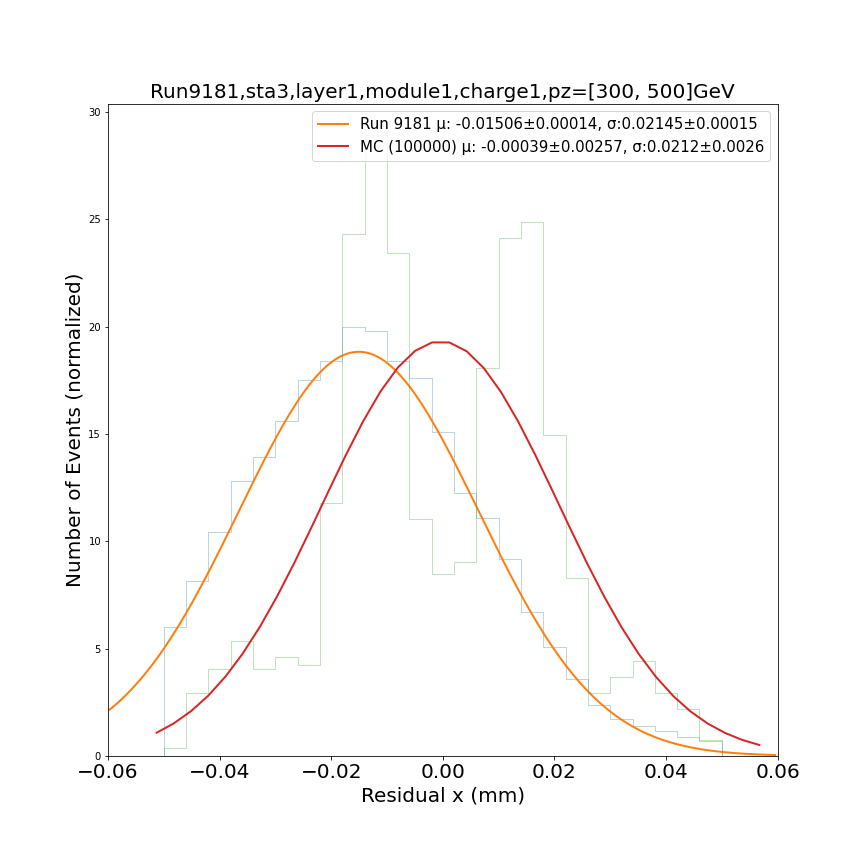 Run9181,sta3,layer1,module1,charge1,pz=[300, 500]GeV
Run 9181 μ: -0.01506±0.00014, σ:0.02145±0.00015
MC (100000) μ: -0.00039±0.00257, σ:0.0212±0.0026
30
25
20
15
10
5
0
Number of Events (normalized)
−0.06 −0.04 −0.02 0.00 0.02 0.04 0.06
Residual x (mm)